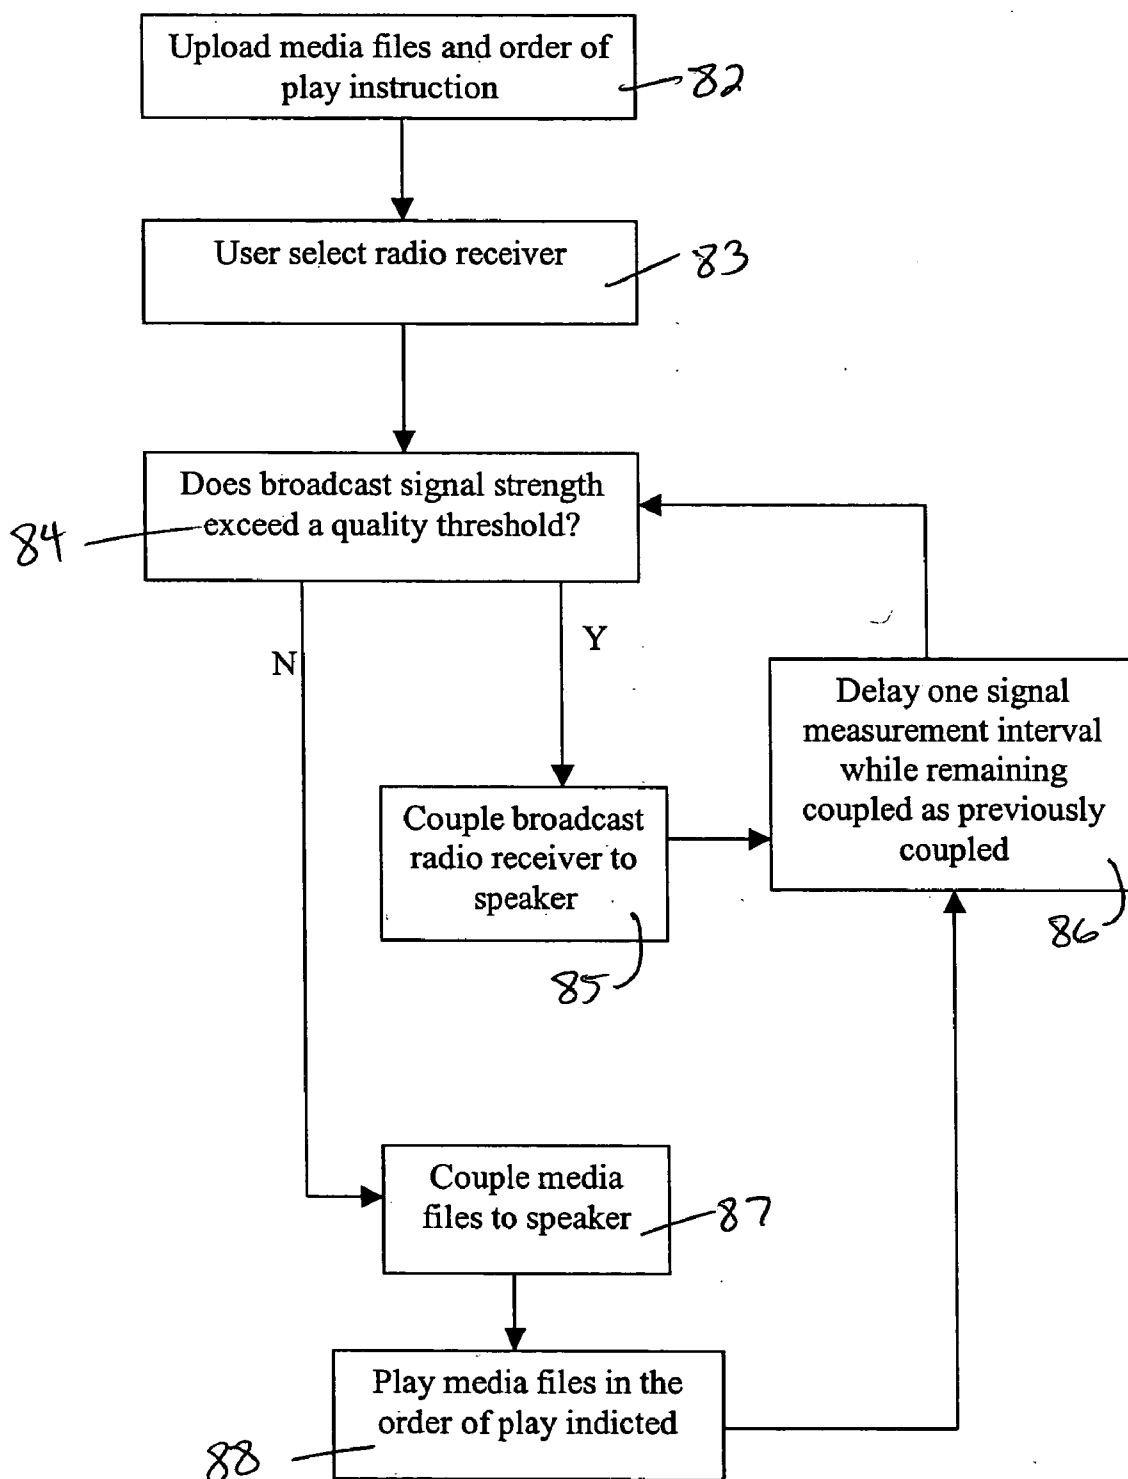 Upload media files and order of
play instruction
82
User select radio receiver
83
Does broadcast signal strength
exceed a quality threshold?
84
N
Y
Delay one signal
measurement interval
while remaining
coupled as previously
coupled
86
Couple broadcast
radio receiver to
speaker
85
Couple media
files to speaker
87
Play media files in the
order of play indicted
88